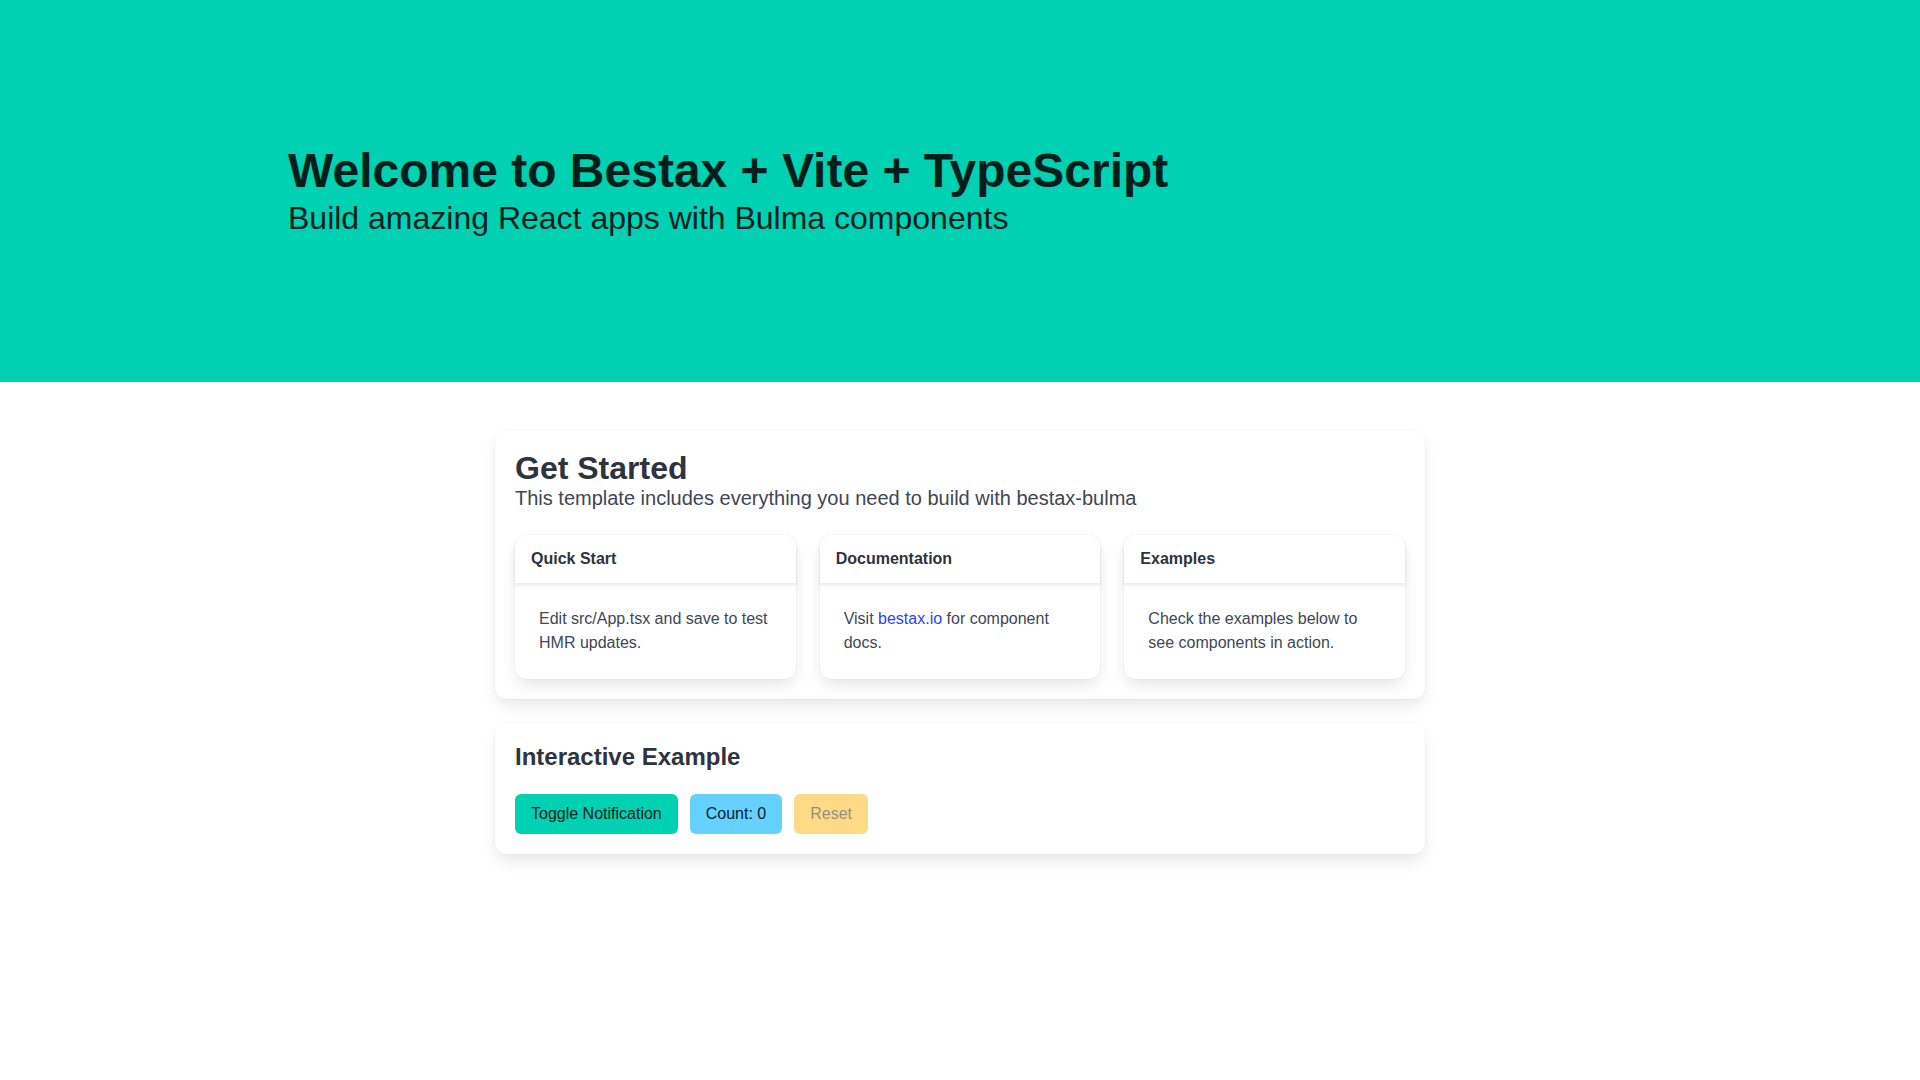 Welcome to Bestax + Vite + TypeScript
Build amazing React apps with Bulma components
Get Started
This template includes everything you need to build with bestax-bulma
Quick Start
Edit src/App.tsx and save to test
HMR updates.
Documentation
Visit bestax.io for component
docs.
Examples
Check the examples below to
see components in action.
Interactive Example
Toggle Notification
Count: 0
Reset